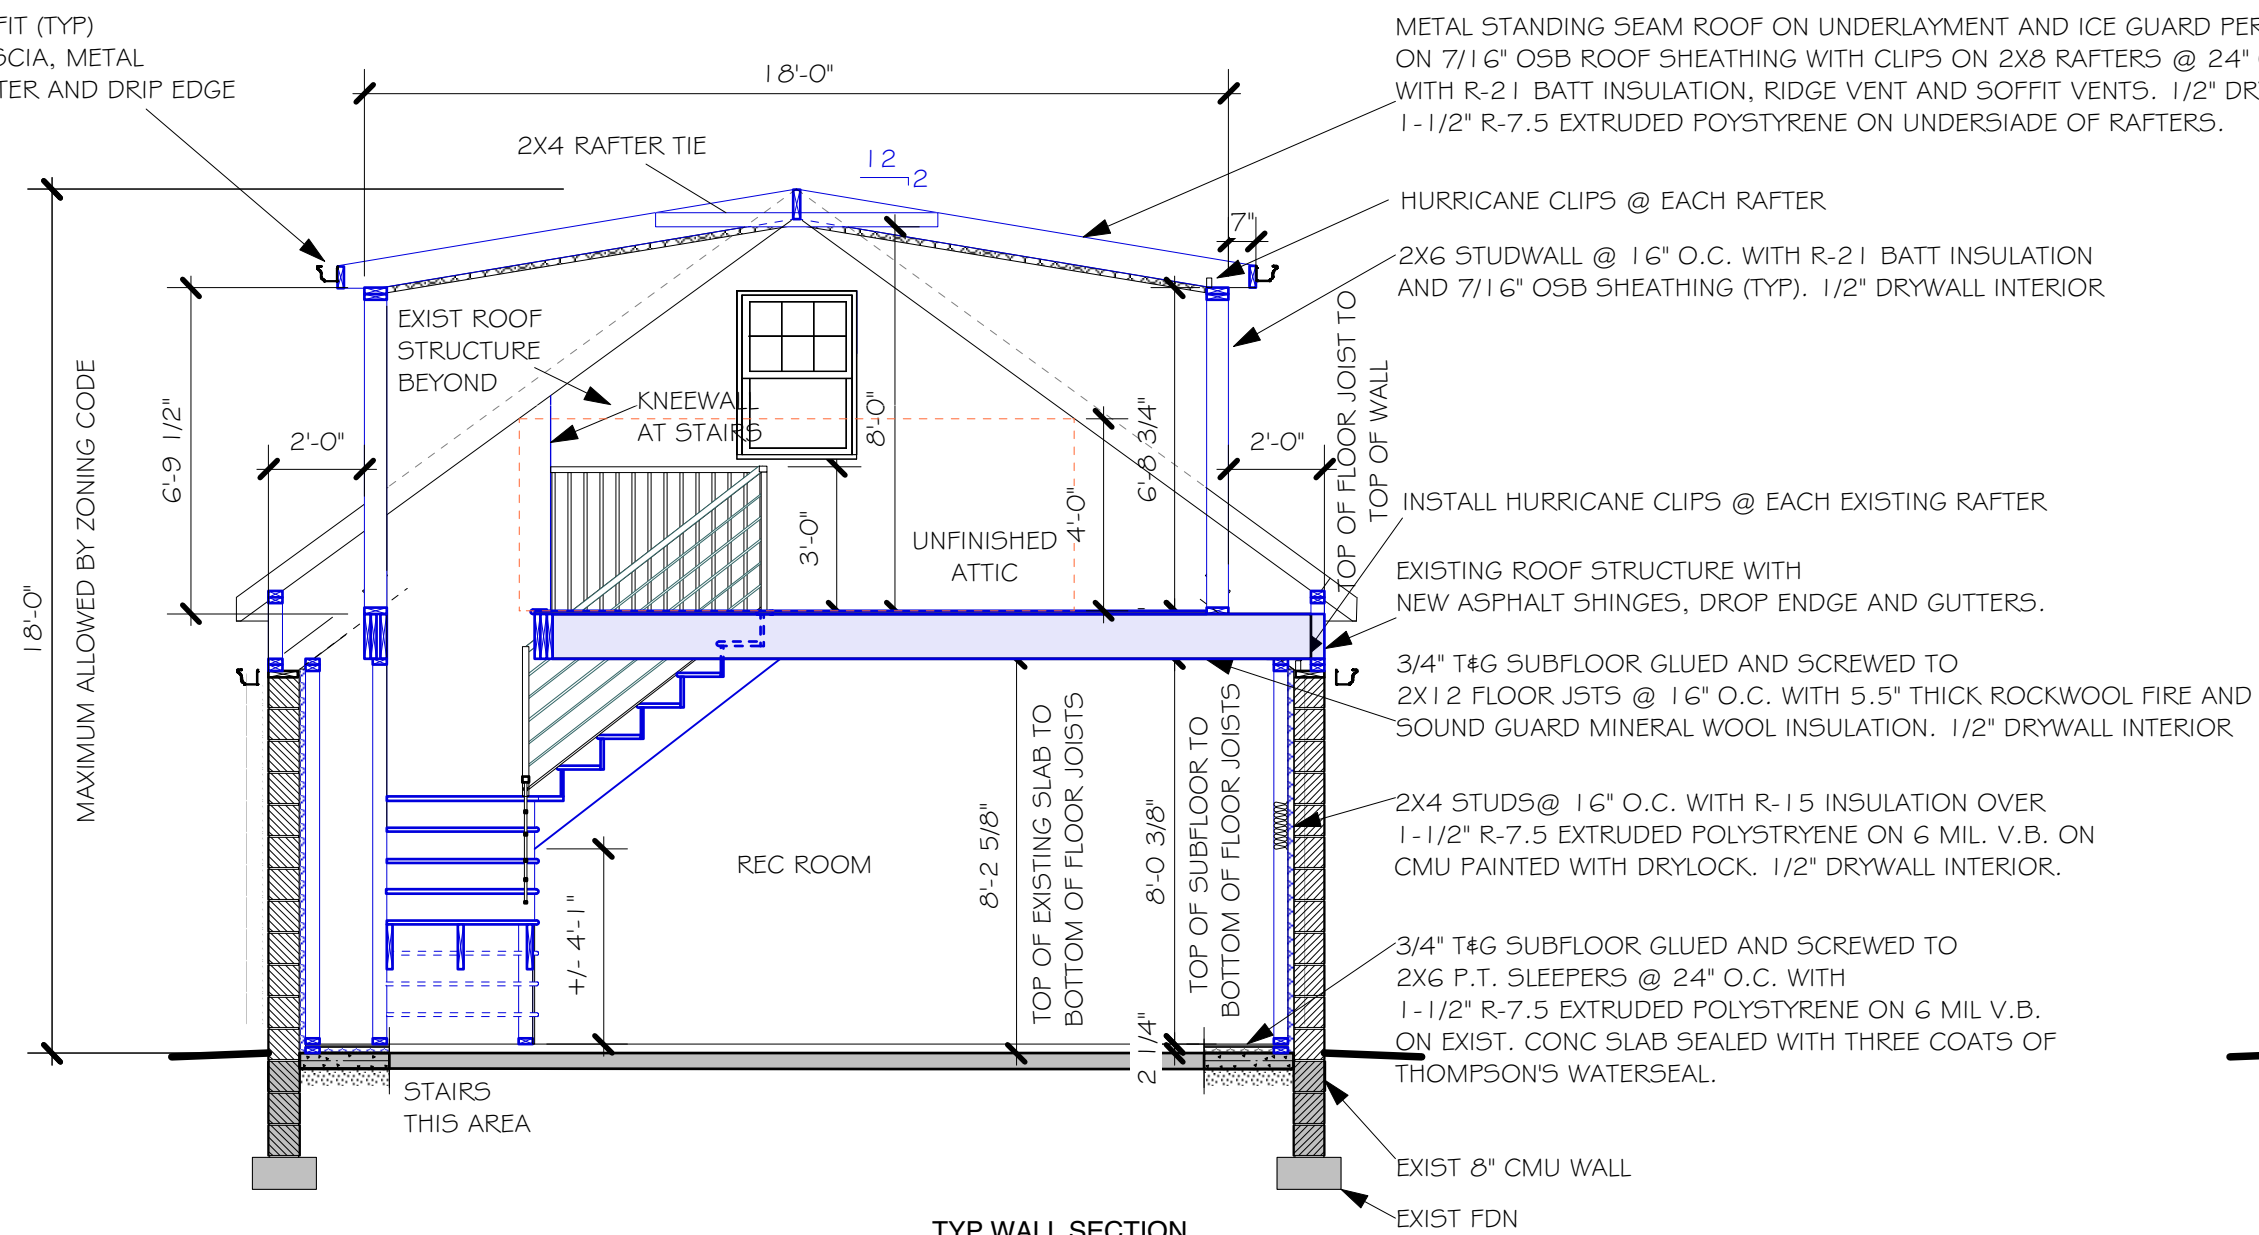 FIT (TYP)
SCIA, METAL
TER AND DRIP EDGE
18'-0"
2X4 RAFTER TIE
12
2
7"
METAL STANDING SEAM ROOF ON UNDERLAYMENT AND ICE GUARD PER
ON 7/16" OSB ROOF SHEATHING WITH CLIPS ON 2X8 RAFTERS @ 24"
WITH R-21 BATT INSULATION, RIDGE VENT AND SOFFIT VENTS. 1/2" DR
1-1/2" R-7.5 EXTRUDED POYSTYRENE ON UNDERSIADE OF RAFTERS.
HURRICANE CLIPS @ EACH RAFTER
2X6 STUDWALL @ 16" O.C. WITH R-21 BATT INSULATION
AND 7/16" OSB SHEATHING (TYP). 1/2" DRYWALL INTERIOR
18'-0"
MAXIMUM ALLOWED BY ZONING CODE
6'-9 1/2"
2'-0"
EXIST ROOF
STRUCTURE
BEYOND
KNEEWALL
AT STAIRS
3'-0"
8'-0"
UNFINISHED
ATTIC
4'-0"
6'-8 3/4"
2'-0"
TOP OF FLOOR JOIST TO
TOP OF WALL
INSTALL HURRICANE CLIPS @ EACH EXISTING RAFTER
EXISTING ROOF STRUCTURE WITH
NEW ASPHALT SHINGES, DROP ENDGE AND GUTTERS.
3/4" T&G SUBFLOOR GLUED AND SCREWED TO
2X12 FLOOR JSTS @ 16" O.C. WITH 5.5" THICK ROCKWOOL FIRE AND
SOUND GUARD MINERAL WOOL INSULATION. 1/2" DRYWALL INTERIOR
2X4 STUDS@ 16" O.C. WITH R-15 INSULATION OVER
1-1/2" R-7.5 EXTRUDED POLYSTRYENE ON 6 MIL. V.B. ON
CMU PAINTED WITH DRYLOCK. 1/2" DRYWALL INTERIOR.
+/- 4'-1"
REC ROOM
8'-2 5/8"
TOP OF EXISTING SLAB TO
BOTTOM OF FLOOR JOISTS
8'-0 3/8"
TOP OF SUBFLOOR TO
BOTTOM OF FLOOR JOISTS
2 1/4"
3/4" T&G SUBFLOOR GLUED AND SCREWED TO
2X6 P.T. SLEEPERS @ 24" O.C. WITH
1-1/2" R-7.5 EXTRUDED POLYSTYRENE ON 6 MIL V.B.
ON EXIST. CONC SLAB SEALED WITH THREE COATS OF
THOMPSON'S WATERSEAL.
STAIRS
THIS AREA
EXIST 8" CMU WALL
EXIST FDN
TYP WALL SECTION